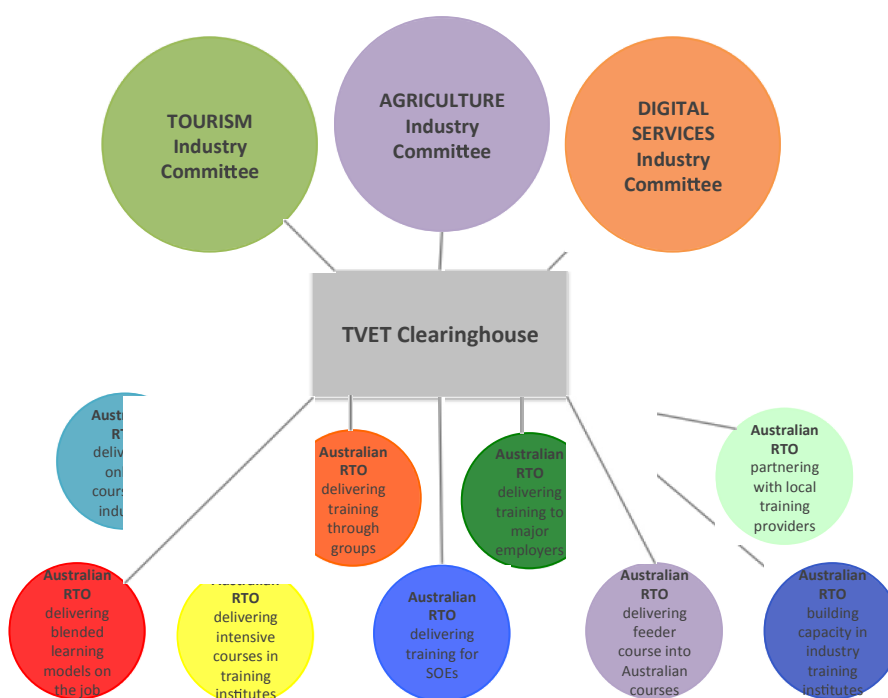 TOURISM
Industry
Committee
AGRICULTURE
Industry
Committee
DIGITAL
SERVICES
Industry
Committee
TVET Clearinghouse
Australian
RTO
delivering
training
through
groups
Australian
RTO
delivering
training to
major
employers
Australian
RTO
partnering
with local
training
providers
Australian
RTO
delivering
blended
learning
models on
the job
Australian
RTO
delivering
intensive
courses in
training
institutes
Australian
RTO
delivering
training for
SOEs
Australian
RTO
delivering
feeder
course into
Australian
courses
Australian
RTO
building
capacity in
industry
training
institutes